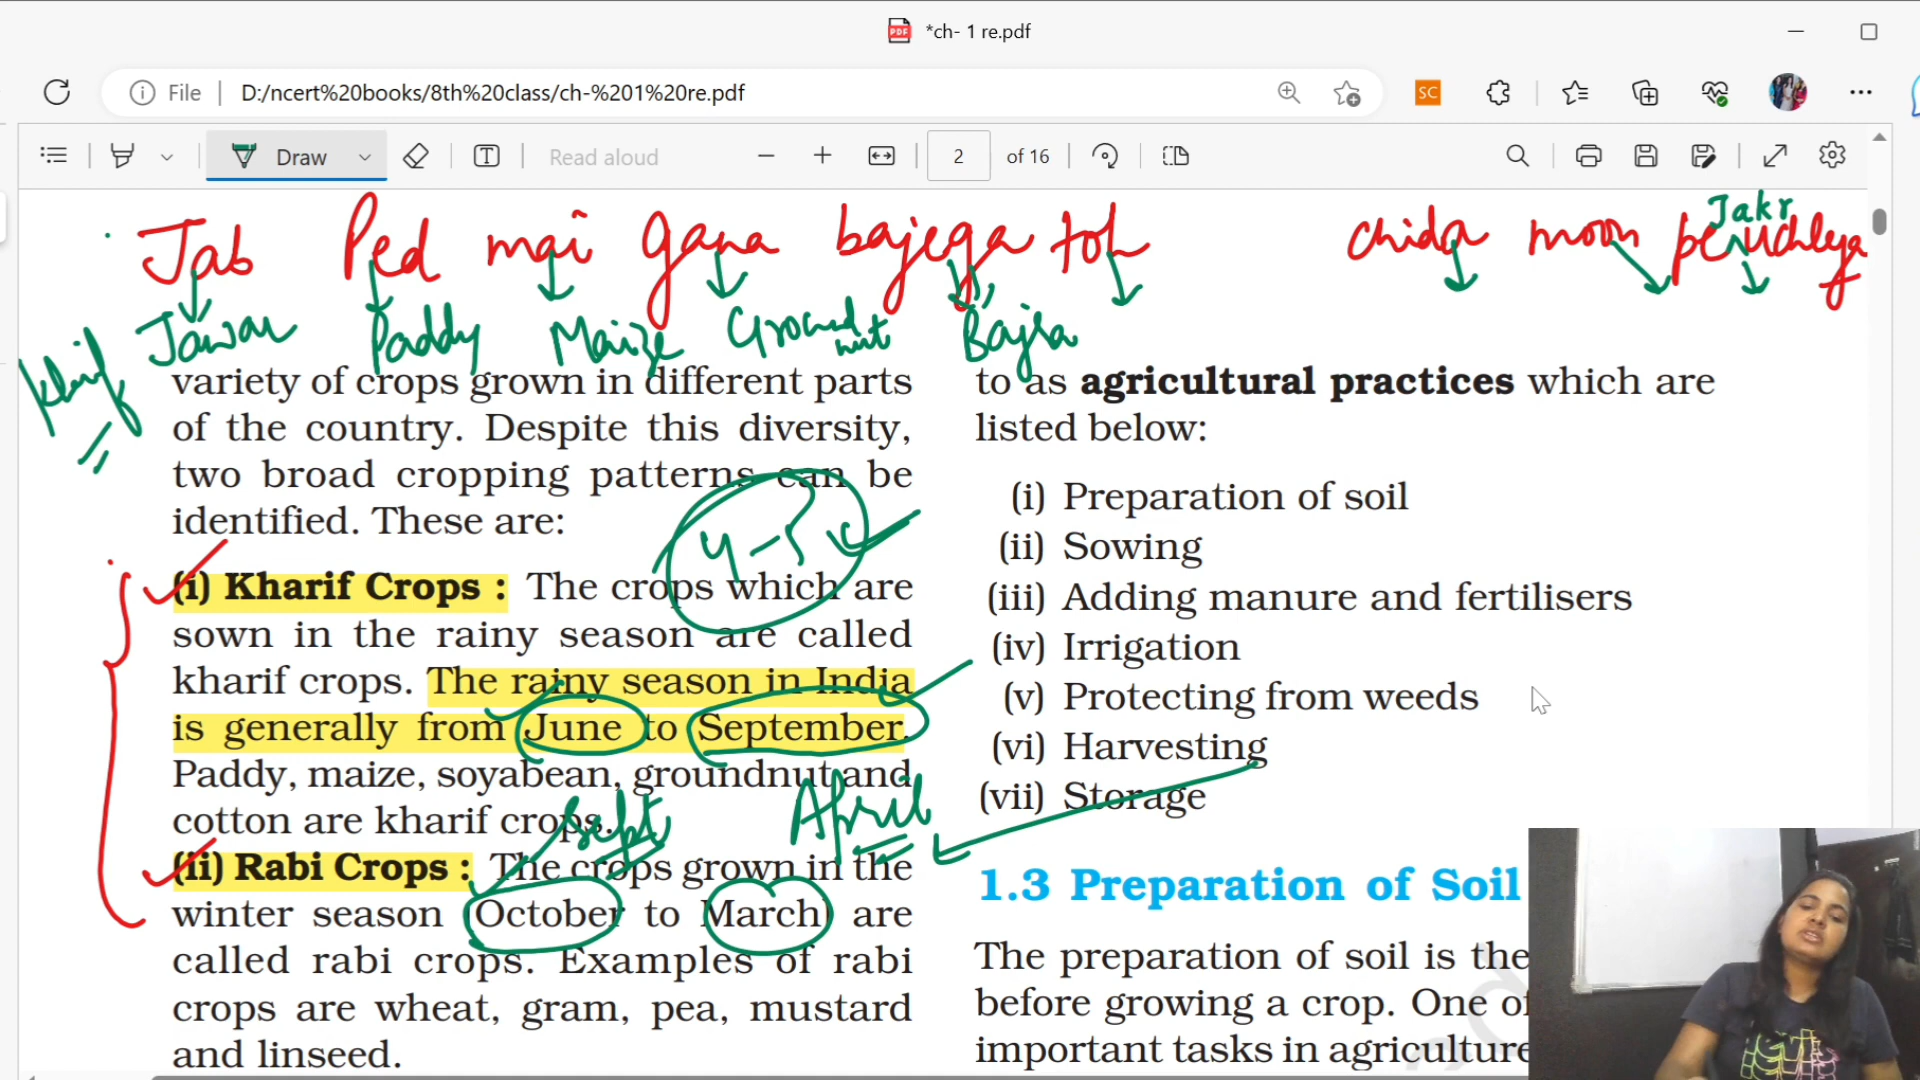 *ch- 1 re.pdf
File D:/ncert%20books/8th%20class/ch-%201%20re.pdf
SC
Draw Read aloud 2 of 16
Jab Ped mai gana bajega toh chida moon pe uchleya
Jakr
Jawar Paddy Maize Groundnut Bajra
Kharif
variety of crops grown in different parts
of the country. Despite this diversity,
two broad cropping patterns can be
identified. These are:
(i) Kharif Crops : The crops which are
sown in the rainy season are called
kharif crops. The rainy season in India
is generally from June to September.
Paddy, maize, soyabean, groundnut and
cotton are kharif crops.
Sept April
(ii) Rabi Crops : The crops grown in the
winter season (October to March) are
called rabi crops. Examples of rabi
crops are wheat, gram, pea, mustard
and linseed.
to as agricultural practices which are
listed below:
(i) Preparation of soil
(ii) Sowing
(iii) Adding manure and fertilisers
(iv) Irrigation
(v) Protecting from weeds
(vi) Harvesting
(vii) Storage
1.3 Preparation of Soil
The preparation of soil is the
before growing a crop. One of
important tasks in agriculture